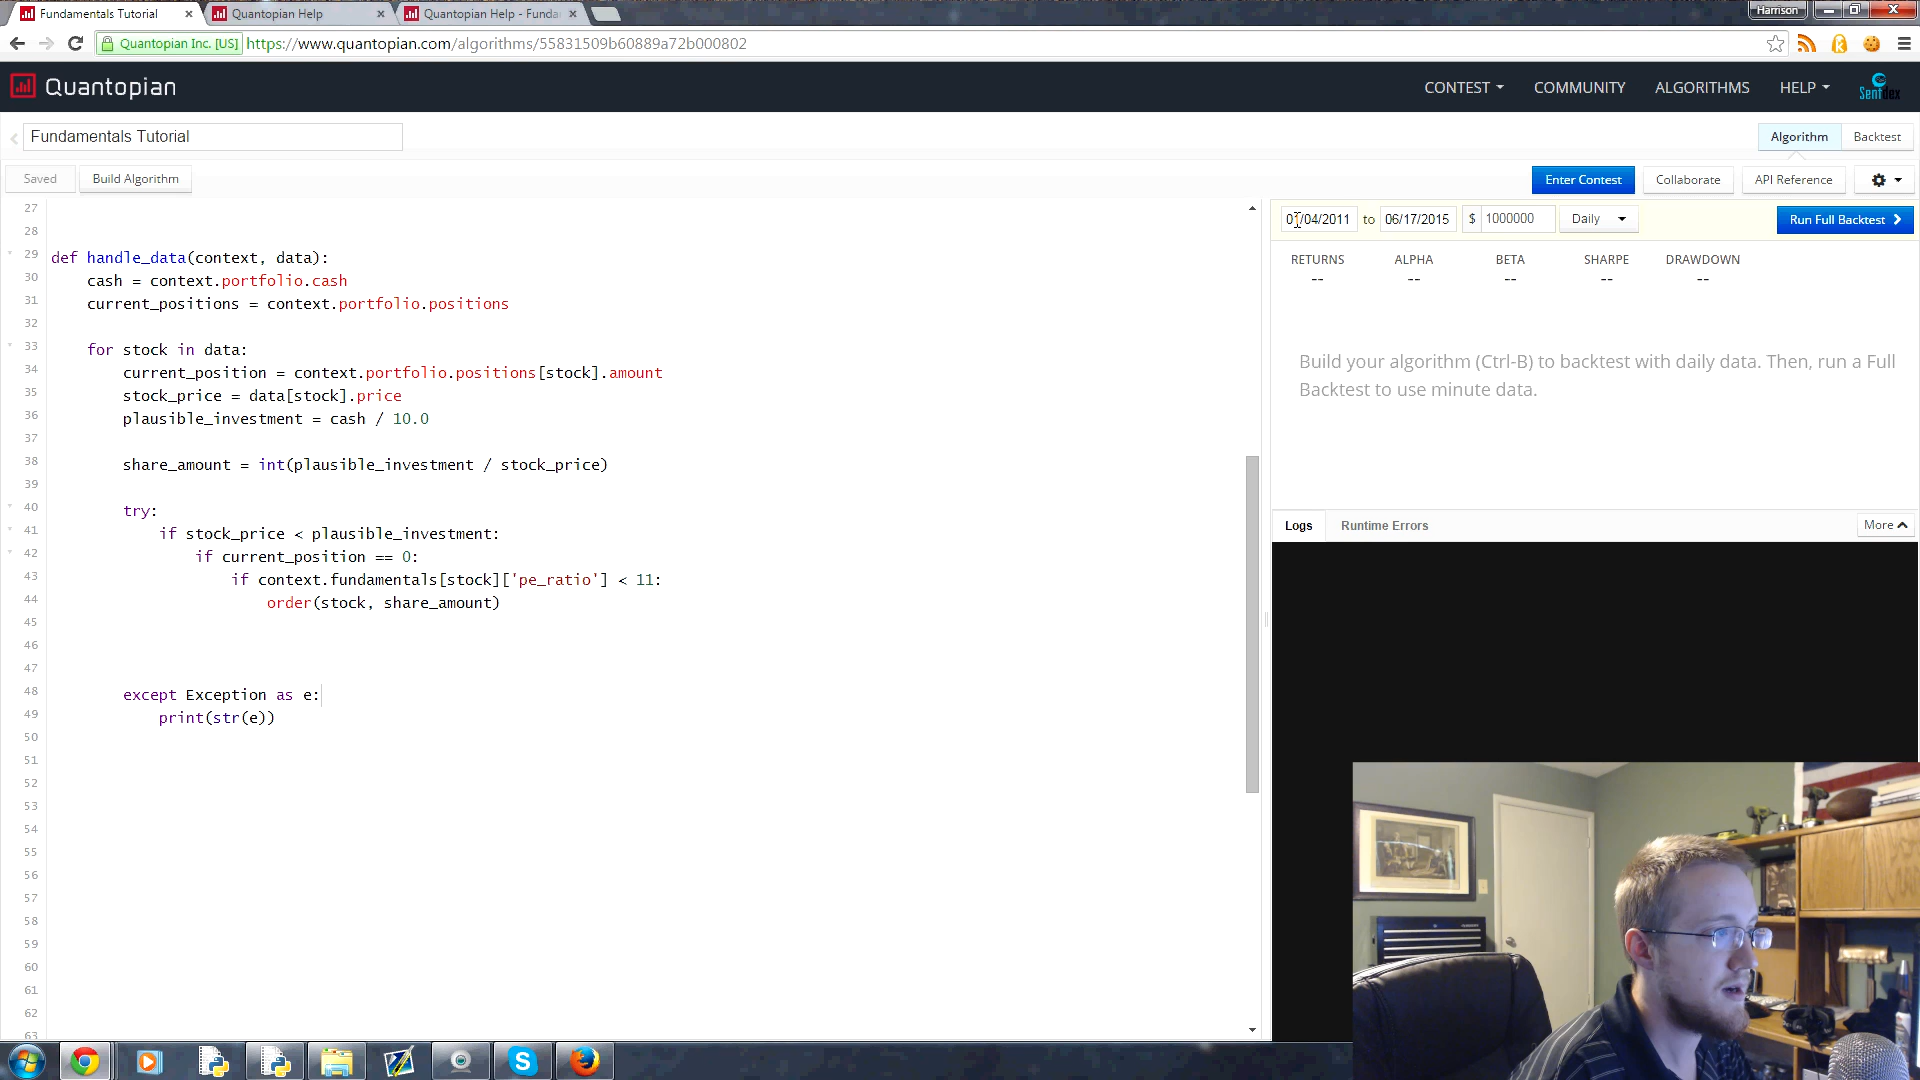 Fundamentals Tutorial
Quantopian Help
Quantopian Help - Funda
Harrison
Quantopian Inc. [US]
https://www.quantopian.com/algorithms/55831509b60889a72b000802
Quantopian
CONTEST
COMMUNITY
ALGORITHMS
HELP
Sentdex
Fundamentals Tutorial
Algorithm
Backtest
Saved
Build Algorithm
Enter Contest
Collaborate
API Reference
/04/2011 to 06/17/2015 $ 1000000 Daily
Run Full Backtest
RETURNS ALPHA BETA SHARPE DRAWDOWN
-- -- -- -- --
Build your algorithm (Ctrl-B) to backtest with daily data. Then, run a Full
Backtest to use minute data.
Logs
Runtime Errors
More
27
28
29 def handle_data(context, data):
30 cash = context.portfolio.cash
31 current_positions = context.portfolio.positions
32
33 for stock in data:
34 current_position = context.portfolio.positions[stock].amount
35 stock_price = data[stock].price
36 plausible_investment = cash / 10.0
37
38 share_amount = int(plausible_investment / stock_price)
39
40 try:
41 if stock_price < plausible_investment:
42 if current_position == 0:
43 if context.fundamentals[stock]['pe_ratio'] < 11:
44 order(stock, share_amount)
45
46
47
48 except Exception as e:
49 print(str(e))
50
51
52
53
54
55
56
57
58
59
60
61
62
63